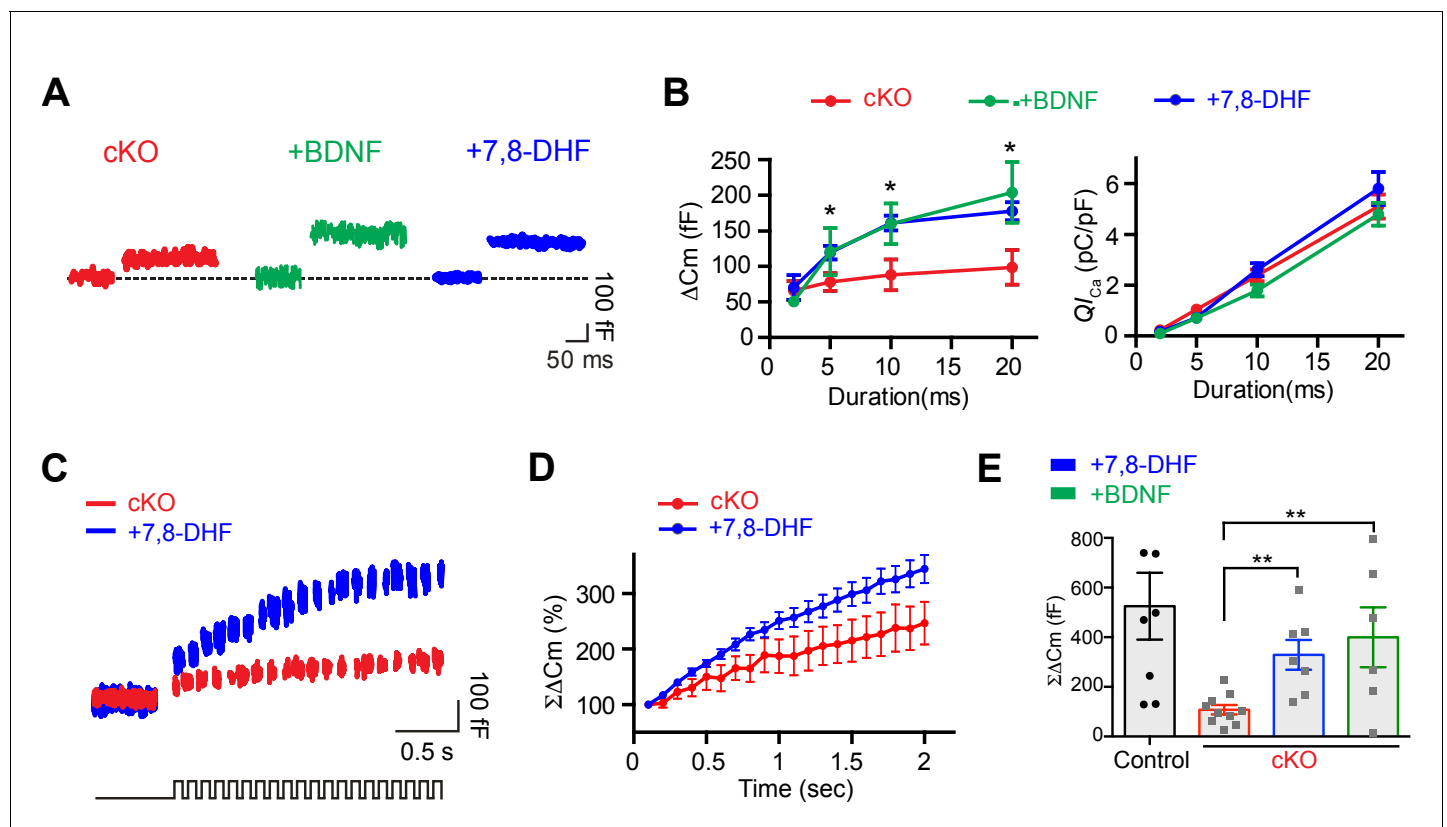 A
cKO
+BDNF
+7,8-DHF
100 fF
50 ms
B
cKO
+BDNF
+7,8-DHF
250
200
150
100
50
0
ΔCm (fF)
*
*
*
0 5 10 15 20
Duration(ms)
6
4
2
0
QICa (pC/pF)
0 5 10 15 20
Duration(ms)
C
cKO
+7,8-DHF
100 fF
0.5 s
D
cKO
+7,8-DHF
300
200
100
ΣΔCm (%)
0 0.5 1 1.5 2
Time (sec)
E
+7,8-DHF
+BDNF
**
**
800
600
400
200
0
ΣΔCm (fF)
Control
cKO